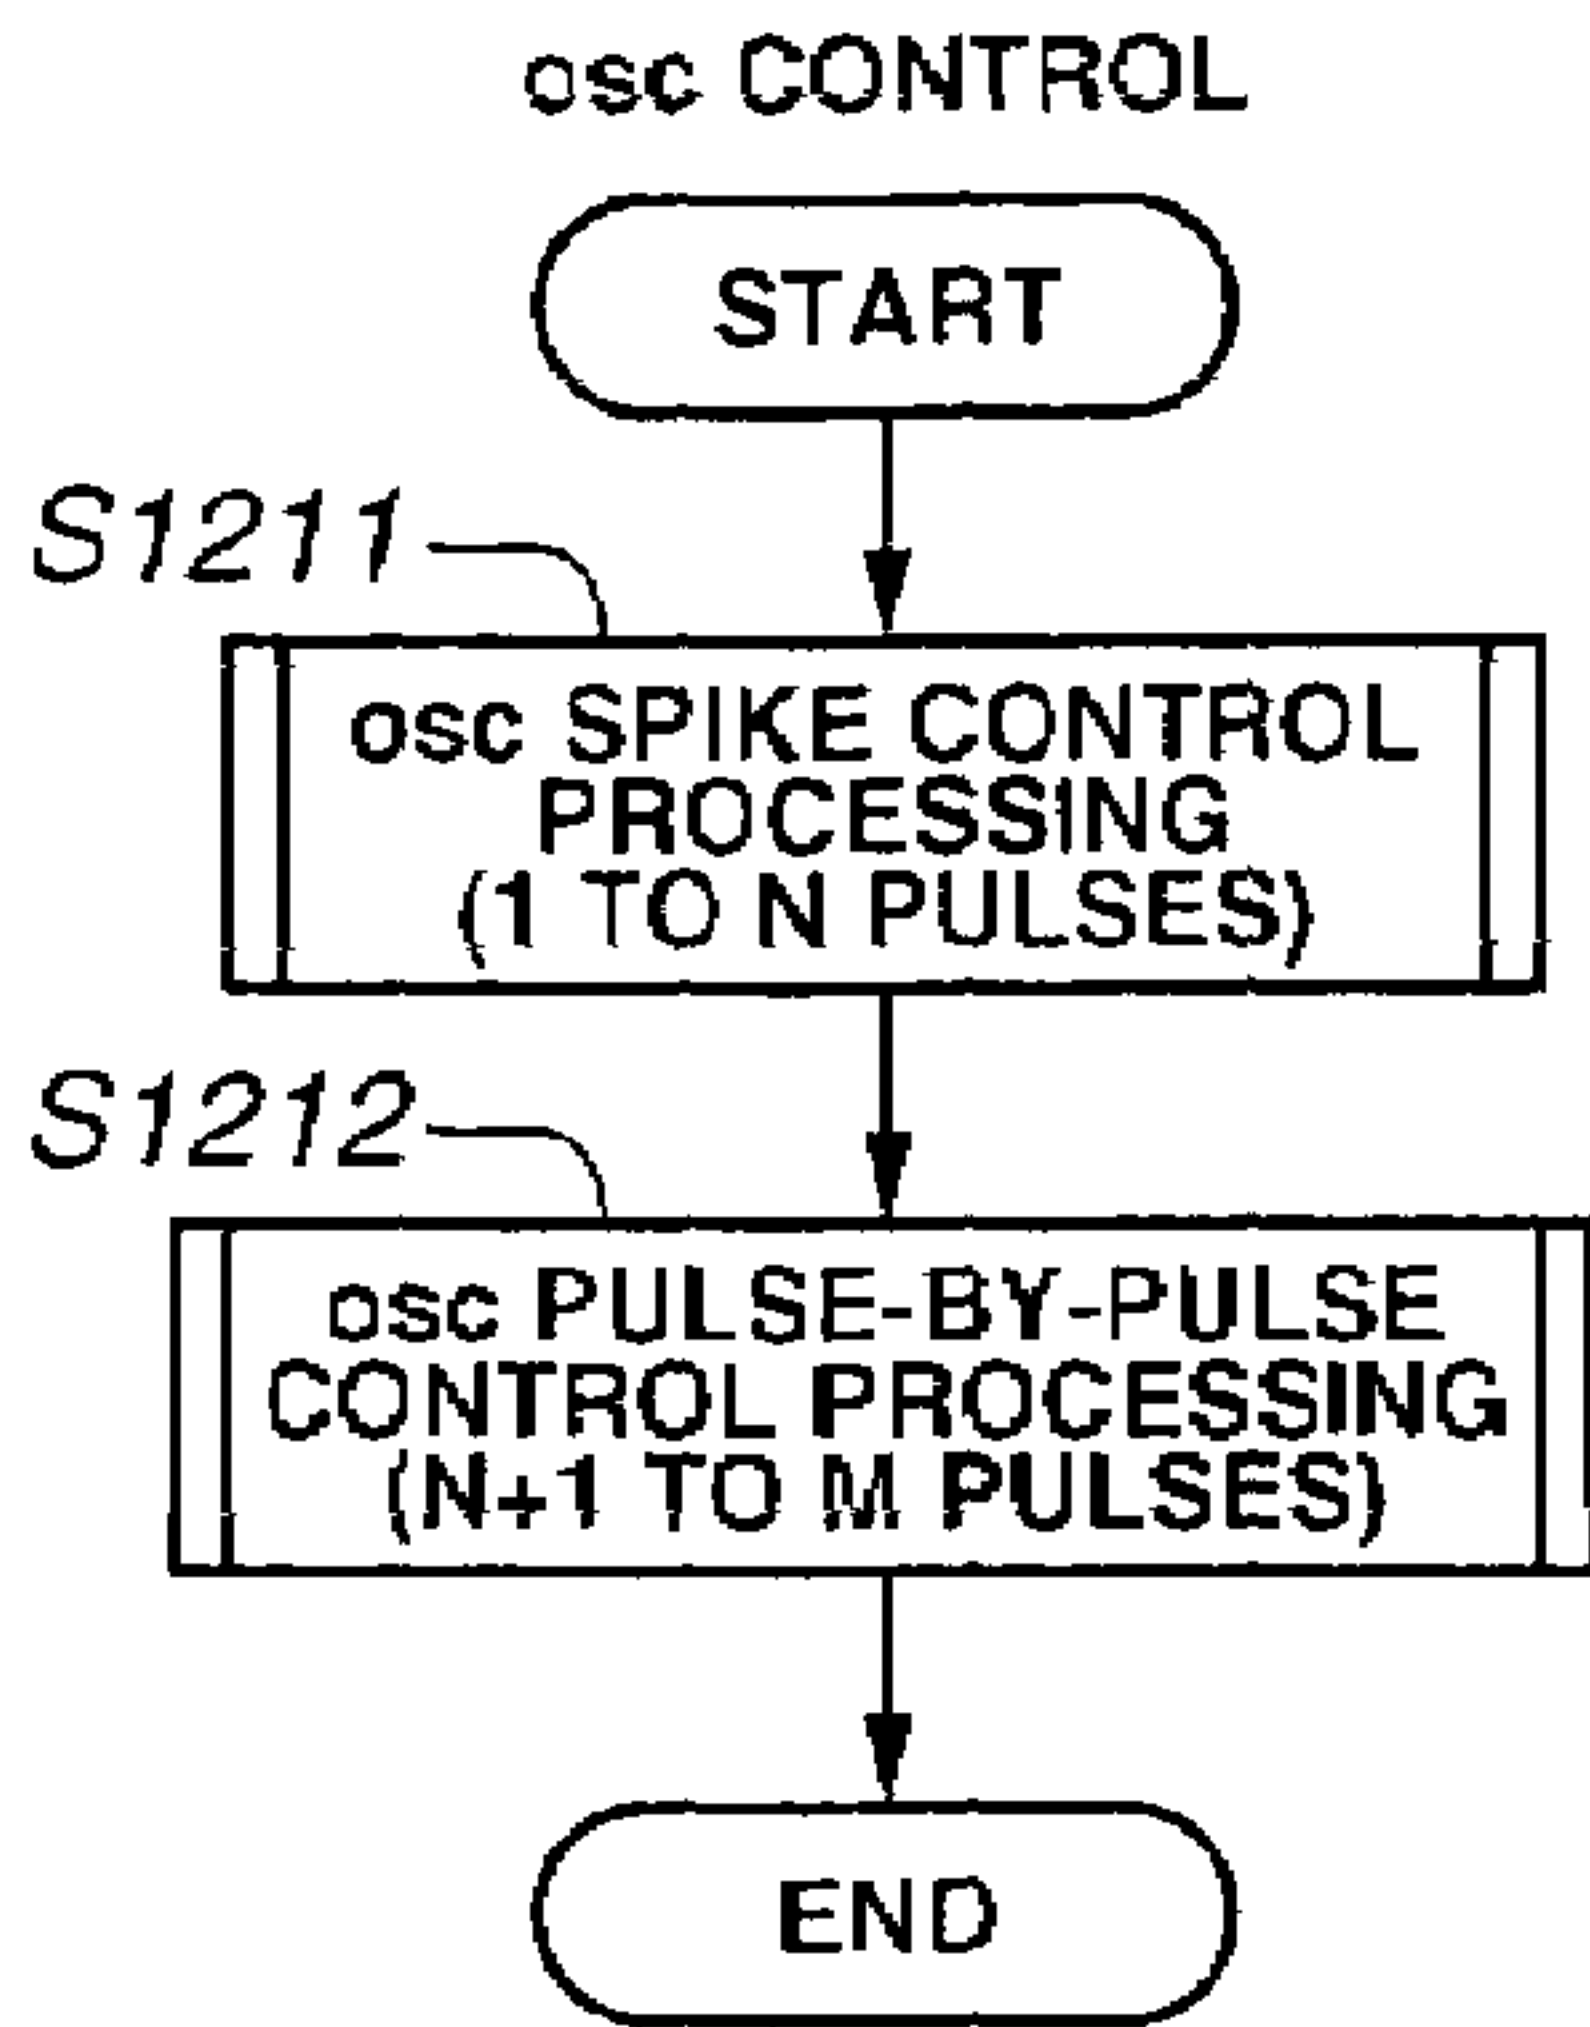 osc CONTROL
START
S1211
osc SPIKE CONTROL
PROCESSING
(1 TO N PULSES)
S1212
osc PULSE-BY-PULSE
CONTROL PROCESSING
(N+1 TO M PULSES)
END